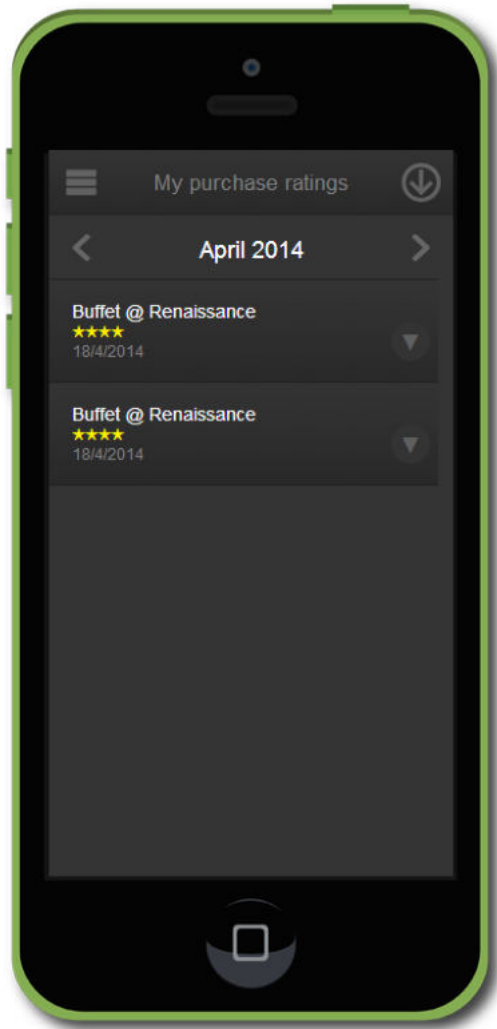 My purchase ratings
April 2014
Buffet @ Renaissance
★★★★
18/4/2014
Buffet @ Renaissance
★★★★
18/4/2014